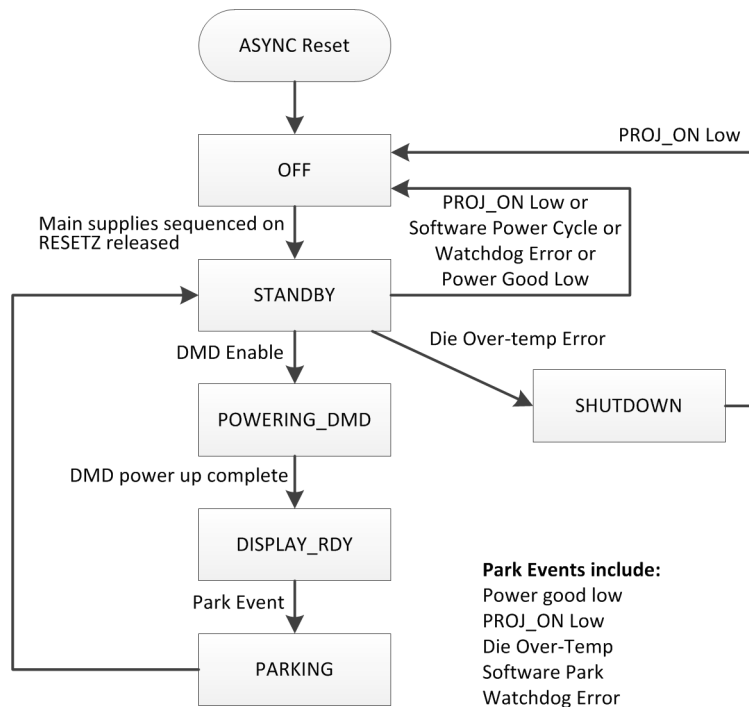 ASYNC Reset
PROJ_ON Low
OFF
Main supplies sequenced on
RESETZ released
PROJ_ON Low or
Software Power Cycle or
Watchdog Error or
Power Good Low
STANDBY
DMD Enable
Die Over-temp Error
POWERING_DMD
SHUTDOWN
DMD power up complete
DISPLAY_RDY
Park Event
PARKING
Park Events include:
Power good low
PROJ_ON Low
Die Over-Temp
Software Park
Watchdog Error